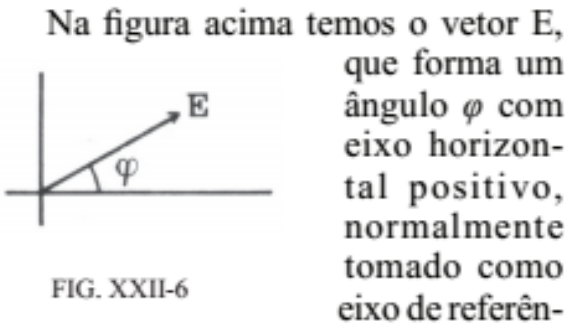 Na figura acima temos o vetor E,
que forma um
ângulo φ com
eixo horizon-
tal positivo,
normalmente
tomado como
eixo de referên-
E
φ
FIG. XXII-6